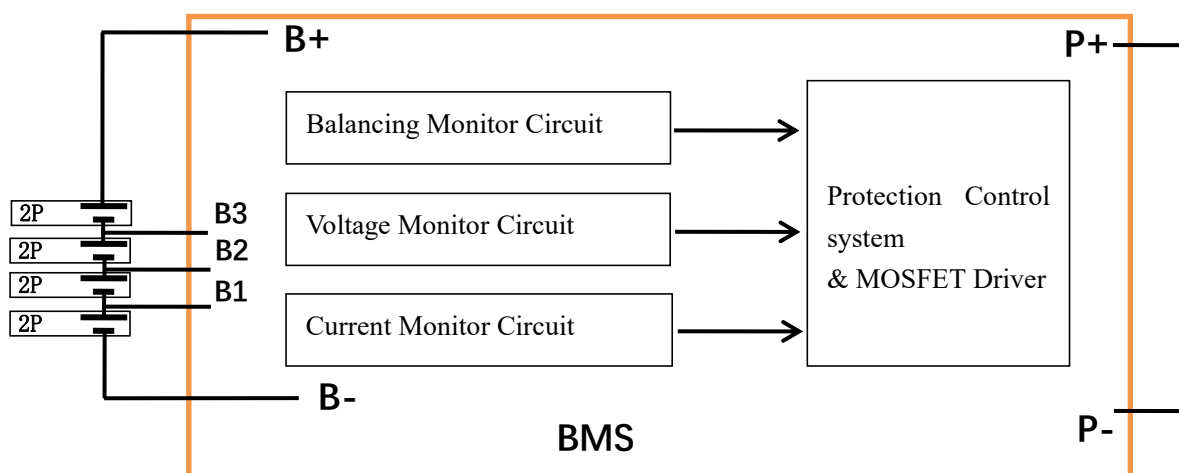 B+
P+
Balancing Monitor Circuit
2P
B3
Voltage Monitor Circuit
Protection Control
system
& MOSFET Driver
2P
B2
2P
B1
2P
Current Monitor Circuit
B-
P-
BMS